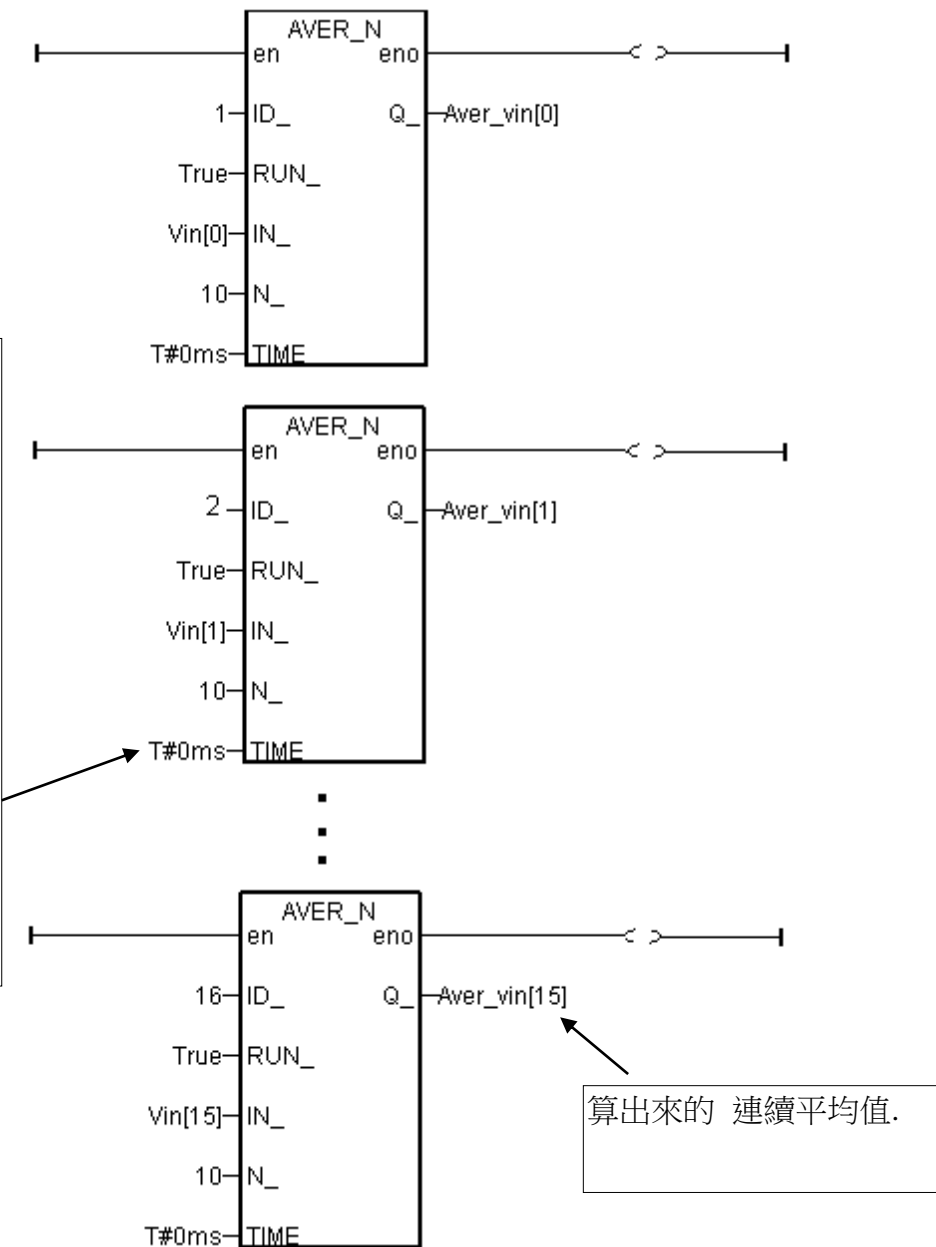 AVER_N
en eno
1 ID_ Q_ Aver_vin[0]
True RUN_
Vin[0] IN_
10 N_
T#0ms TIME
AVER_N
en eno
2 ID_ Q_ Aver_vin[1]
True RUN_
Vin[1] IN_
10 N_
T#0ms TIME
AVER_N
en eno
16 ID_ Q_ Aver_vin[15]
True RUN_
Vin[15] IN_
10 N_
T#0ms TIME
算出來的 連續平均值.